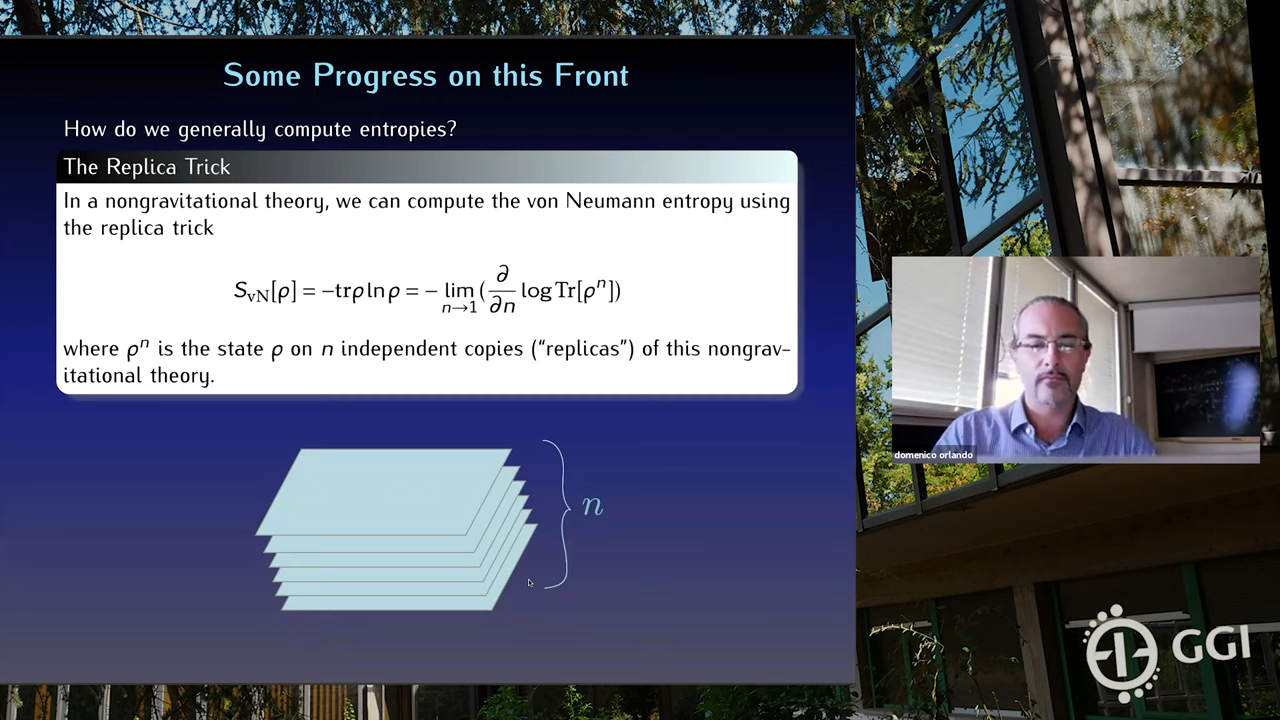 Some Progress on this Front
How do we generally compute entropies?
The Replica Trick
In a nongravitational theory, we can compute the von Neumann entropy using
the replica trick
S_vN[ρ] = −trρ ln ρ = − lim_{n→1} (∂/∂n log Tr[ρ^n])
where ρ^n is the state ρ on n independent copies (“replicas”) of this nongrav-
itational theory.
n
domenico orlando
GGI